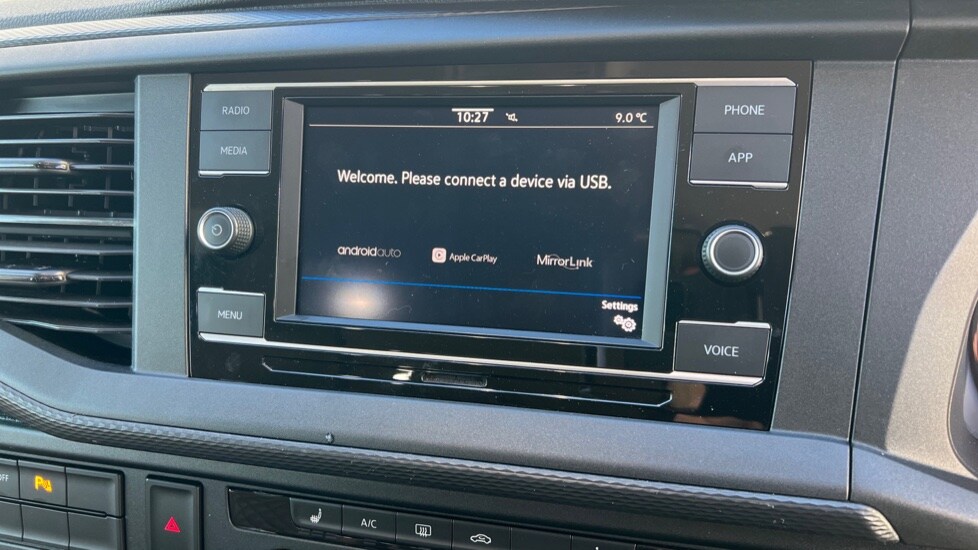 RADIO
MEDIA
MENU
10:27
9.0 °C
Welcome. Please connect a device via USB.
androidauto
Apple CarPlay
MirrorLink
Settings
PHONE
APP
VOICE
OFF
P
A/C